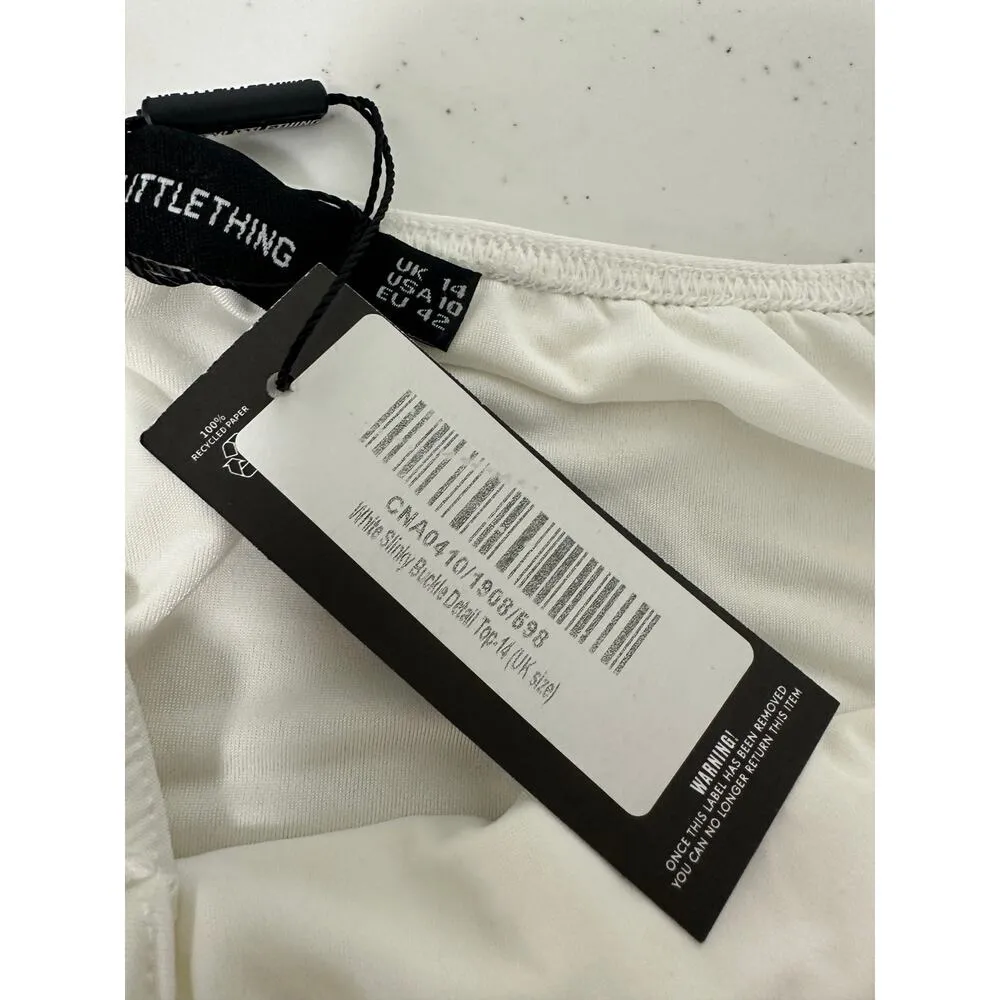 LITTLETHING
UK 14
USA 10
EU 42
100%
RECYCLED PAPER
CNA0410/1908/698
White Slinky Buckle Detail Top-14 (UK size)
WARNING!
ONCE THIS LABEL HAS BEEN REMOVED
YOU CAN NO LONGER RETURN THIS ITEM